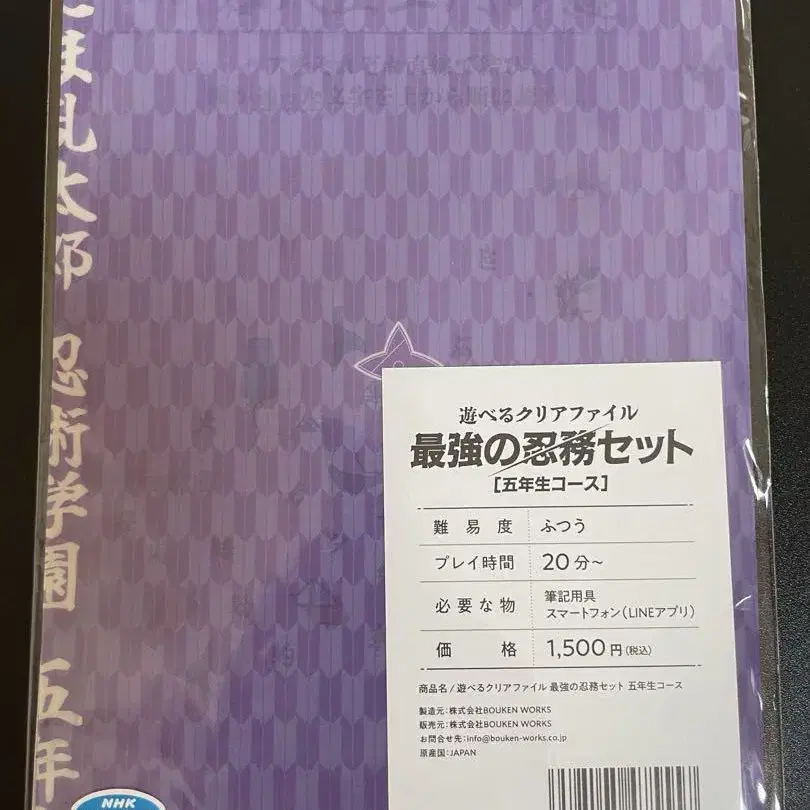 ほ乱太郎 忍術学園 五年
遊べるクリアファイル
最強の忍務セット
[五年生コース]
難易度 ふつう
プレイ時間 20分~
必要な物 筆記用具
スマートフォン(LINEアプリ)
価格 1,500円(税込)
商品名/遊べるクリアファイル 最強の忍務セット 五年生コース
製造元:株式会社BOUKEN WORKS
販売元:株式会社BOUKEN WORKS
お問合せ先:info@bouken-works.co.jp
原産国:JAPAN
NHK